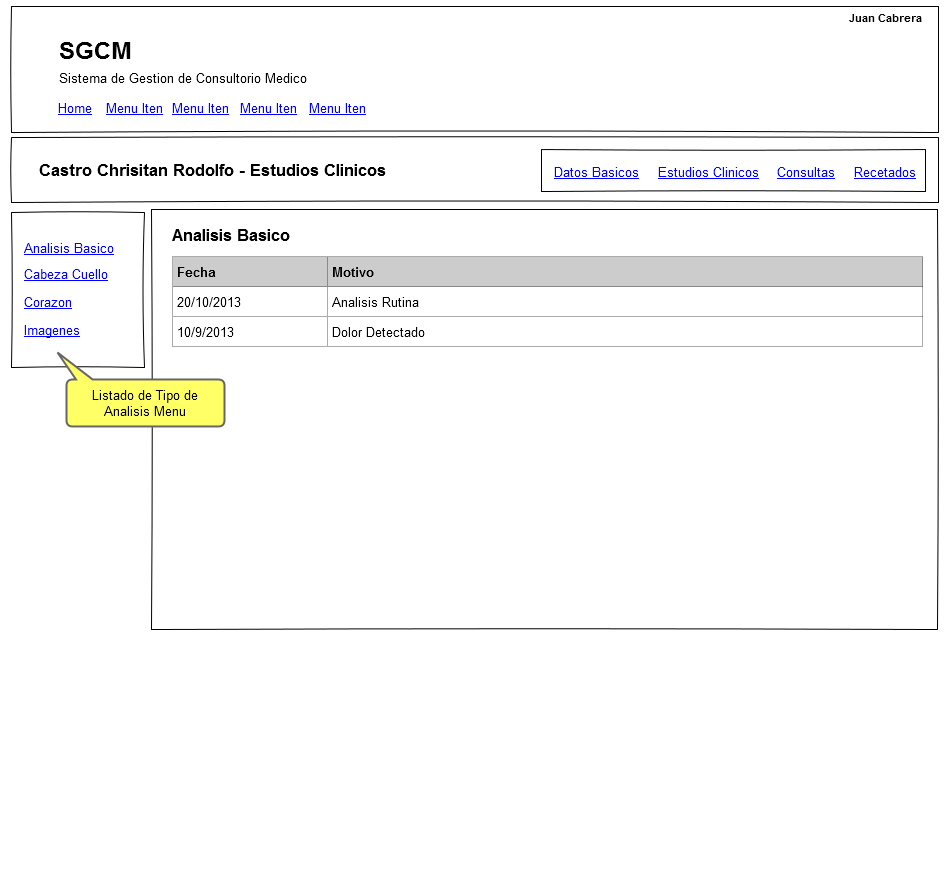 Juan Cabrera
SGCM
Sistema de Gestion de Consultorio Medico
Home Menu Iten Menu Iten Menu Iten Menu Iten
Castro Chrisitan Rodolfo - Estudios Clinicos
Datos Basicos Estudios Clinicos Consultas Recetados
Analisis Basico
Cabeza Cuello
Corazon
Imagenes
Listado de Tipo de
Analisis Menu
Analisis Basico
Fecha Motivo
20/10/2013 Analisis Rutina
10/9/2013 Dolor Detectado